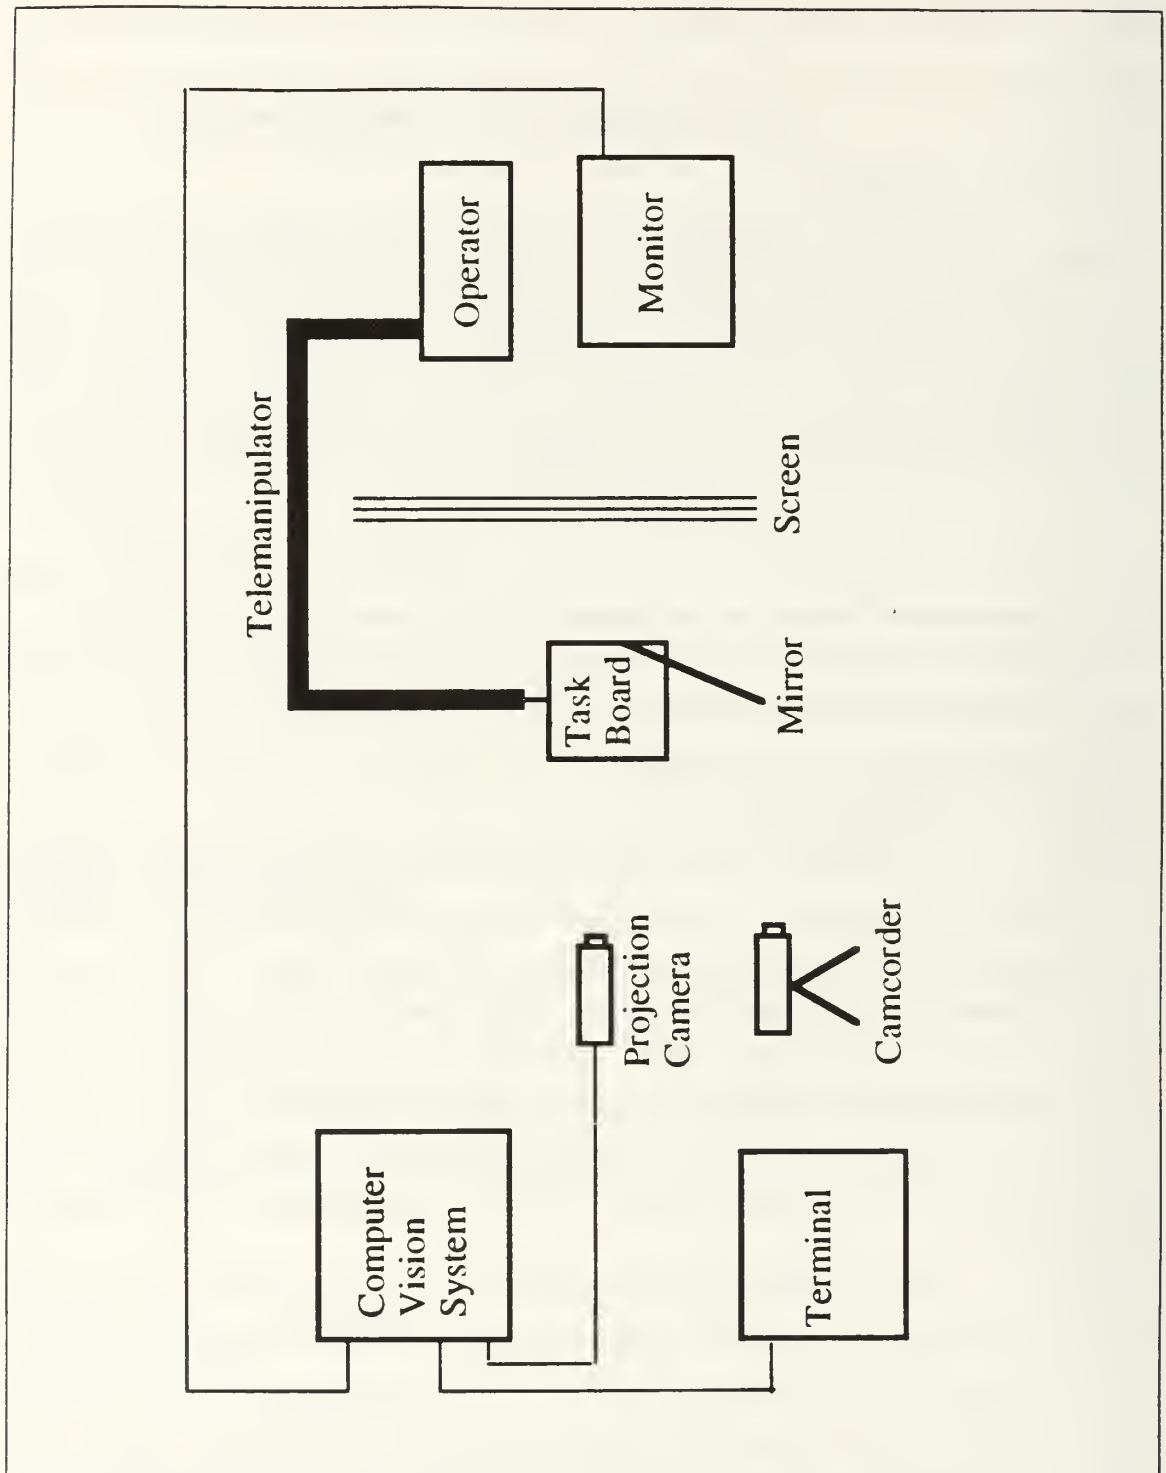 Computer
Vision
System
Terminal
Projection
Camera
Camcorder
Telemanipulator
Task
Board
Mirror
Screen
Operator
Monitor